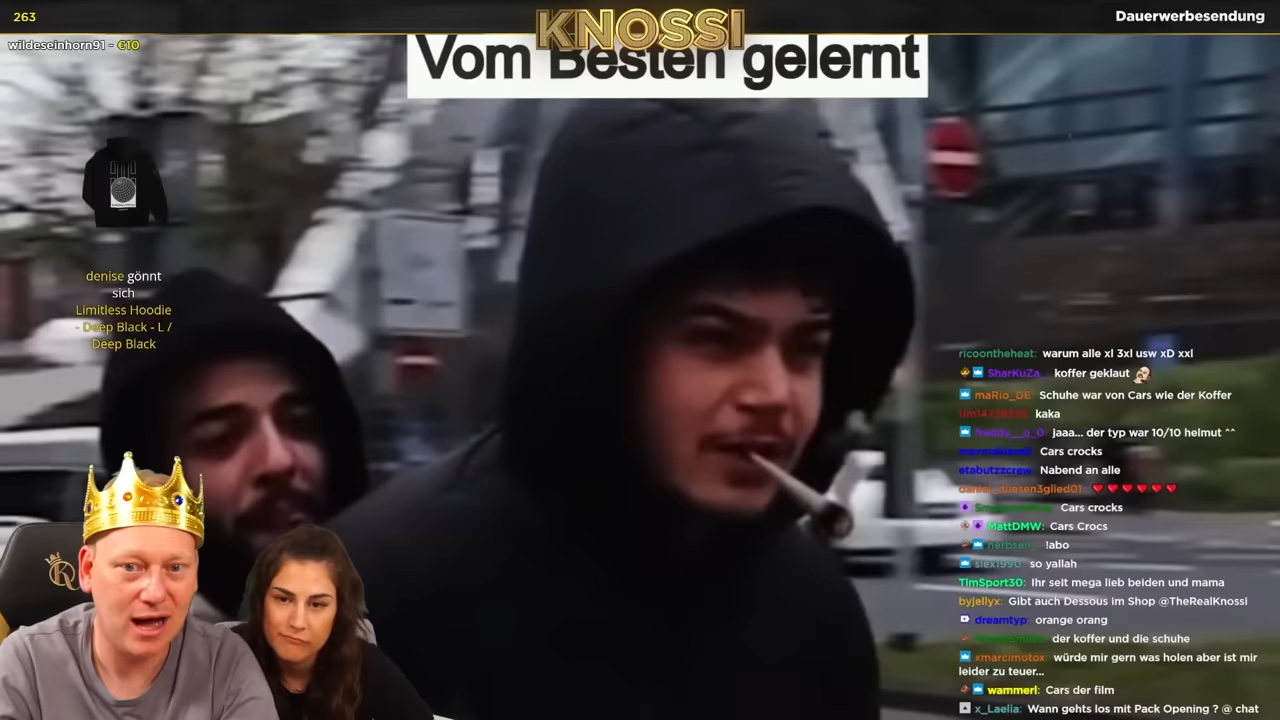 263
KNOSSI
Dauerwerbesendung
wildeseinhorn91 - €10
Vom Besten gelernt
denise gönnt
sich
Limitless Hoodie
- Deep Black - L /
Deep Black
ricoontheheat: warum alle xl 3xl usw xD xxl
SharKuZa_: koffer geklaut
maRio_DE: Schuhe war von Cars wie der Koffer
kaka
jaaa... der typ war 10/10 helmut ^^
Cars crocks
etabutzzcrew: Nabend an alle
daniel_duesen3glied01:
Cars crocks
MattDMW: Cars Crocs
nerbsen_: !abo
slex1990: so yallah
TimSport30: Ihr seit mega lieb beiden und mama
byjellyx: Gibt auch Dessous im Shop @TheRealKnossi
dreamtyp: orange orang
der koffer und die schuhe
xmarcimotox: würde mir gern was holen aber ist mir
leider zu teuer...
wammerl: Cars der film
x_Laelia: Wann gehts los mit Pack Opening ? @ chat